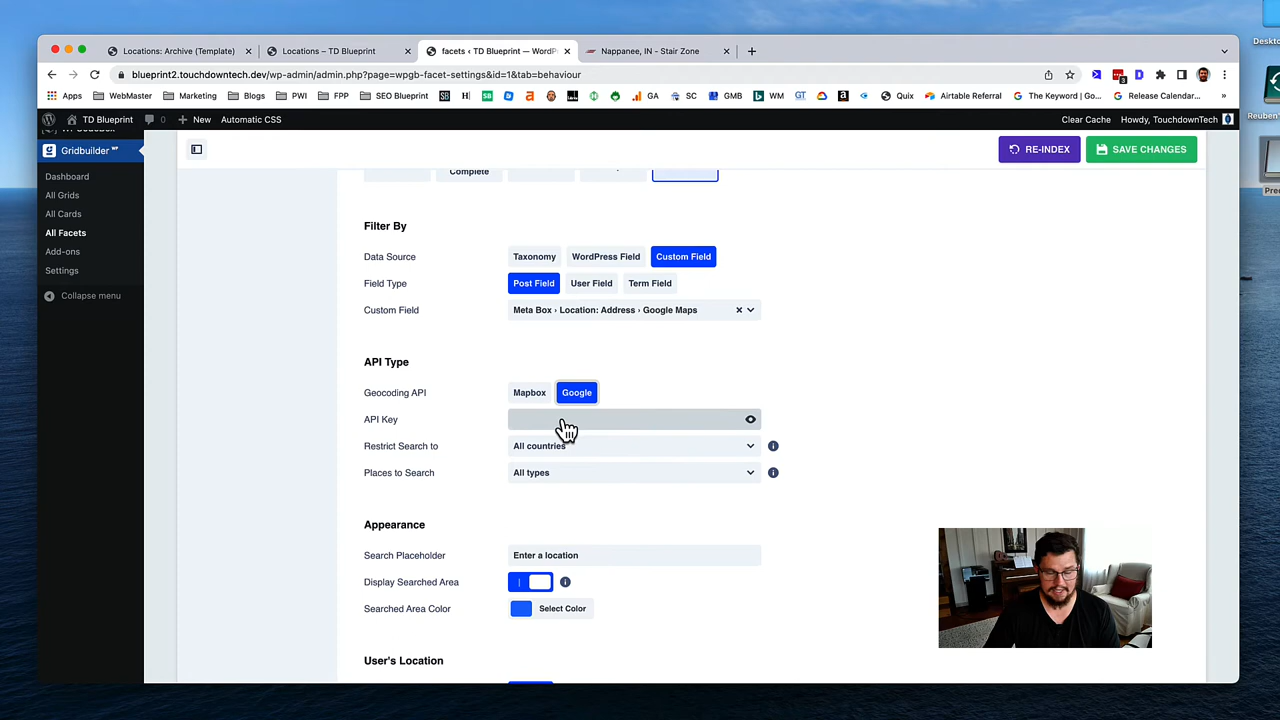 Deskto
Locations: Archive (Template)
Locations – TD Blueprint
facets ‹ TD Blueprint — WordP
Nappanee, IN - Stair Zone
blueprint2.touchdowntech.dev/wp-admin/admin.php?page=wpgb-facet-settings&id=1&tab=behaviour
Apps
WebMaster
Marketing
Blogs
PWI
FPP
SEO Blueprint
GA
SC
GMB
WM
GT
Quix
Airtable Referral
The Keyword | Go...
Release Calendar...
»
Reuben'
TD Blueprint
0
New
Automatic CSS
Clear Cache
Howdy, TouchdownTech
Gridbuilder WP
RE-INDEX
SAVE CHANGES
Dashboard
All Grids
All Cards
All Facets
Add-ons
Settings
Collapse menu
Complete
Prec
Filter By
Data Source
Taxonomy
WordPress Field
Custom Field
Field Type
Post Field
User Field
Term Field
Custom Field
Meta Box › Location: Address › Google Maps
API Type
Geocoding API
Mapbox
Google
API Key
Restrict Search to
All countries
Places to Search
All types
Appearance
Search Placeholder
Enter a location
Display Searched Area
Searched Area Color
Select Color
User's Location